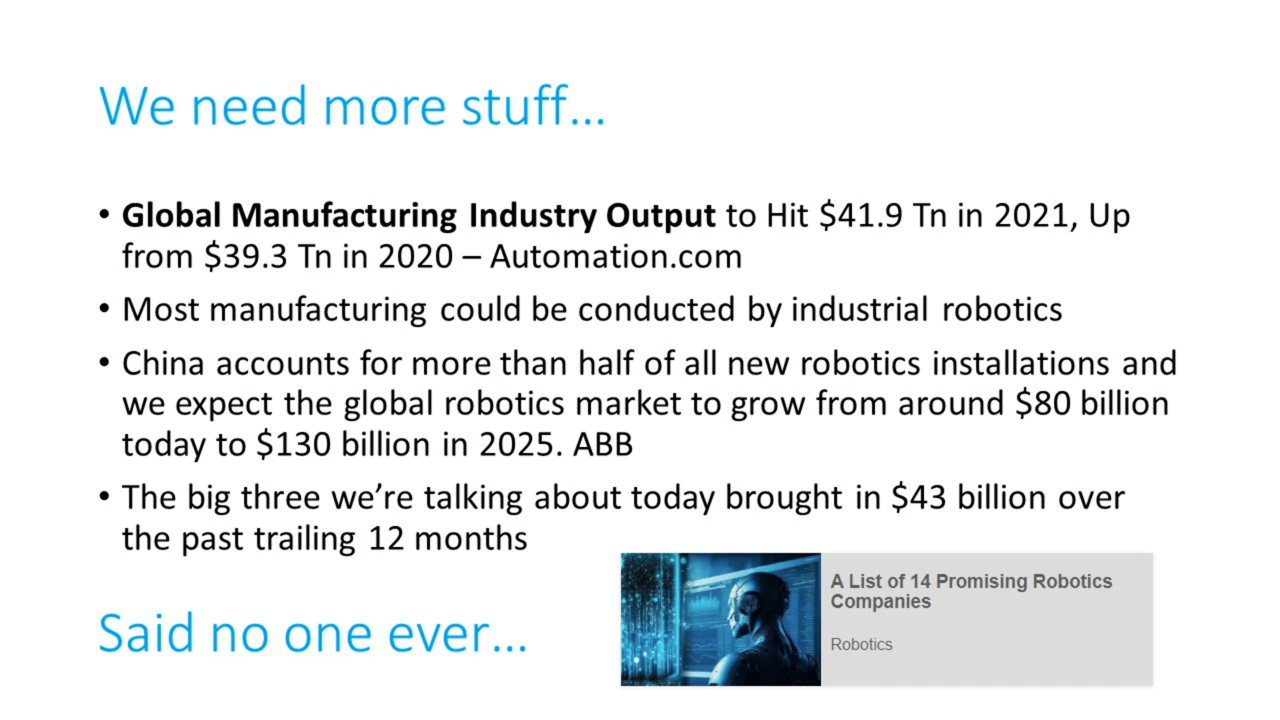 We need more stuff...
• Global Manufacturing Industry Output to Hit $41.9 Tn in 2021, Up
from $39.3 Tn in 2020 – Automation.com
• Most manufacturing could be conducted by industrial robotics
• China accounts for more than half of all new robotics installations and
we expect the global robotics market to grow from around $80 billion
today to $130 billion in 2025. ABB
• The big three we’re talking about today brought in $43 billion over
the past trailing 12 months
A List of 14 Promising Robotics
Companies
Robotics
Said no one ever...